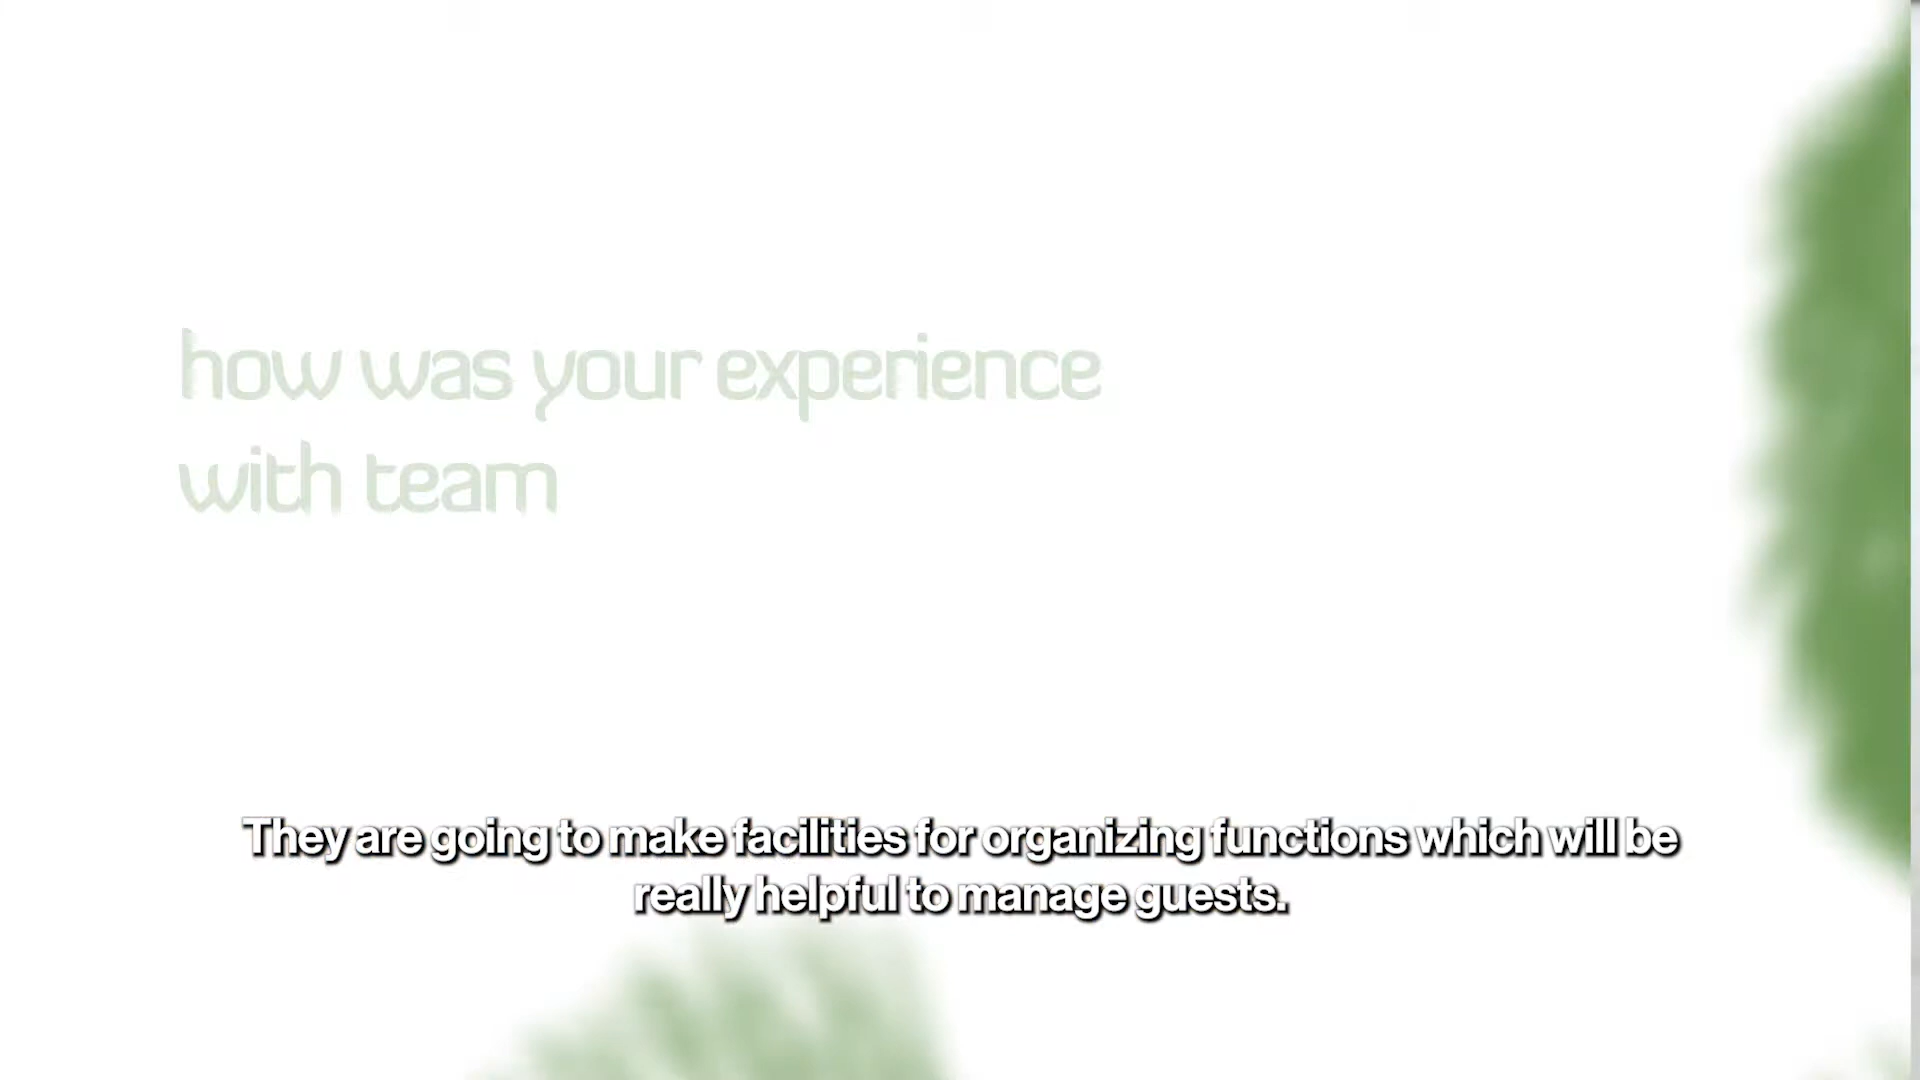 how was your experience
with team
They are going to make facilities for organizing functions which will be
really helpful to manage guests.